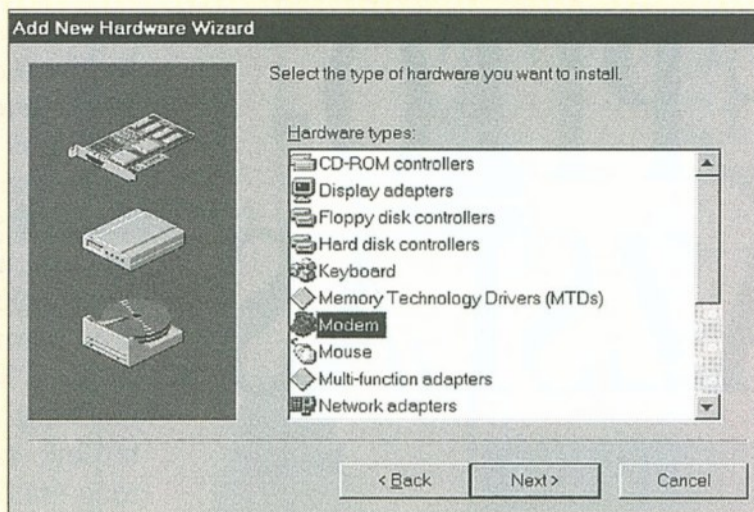 Add New Hardware Wizard
Select the type of hardware you want to install.
Hardware types:
CD-ROM controllers
Display adapters
Floppy disk controllers
Hard disk controllers
Keyboard
Memory Technology Drivers (MTDs)
Modem
Mouse
Multi-function adapters
Network adapters
< Back
Next >
Cancel